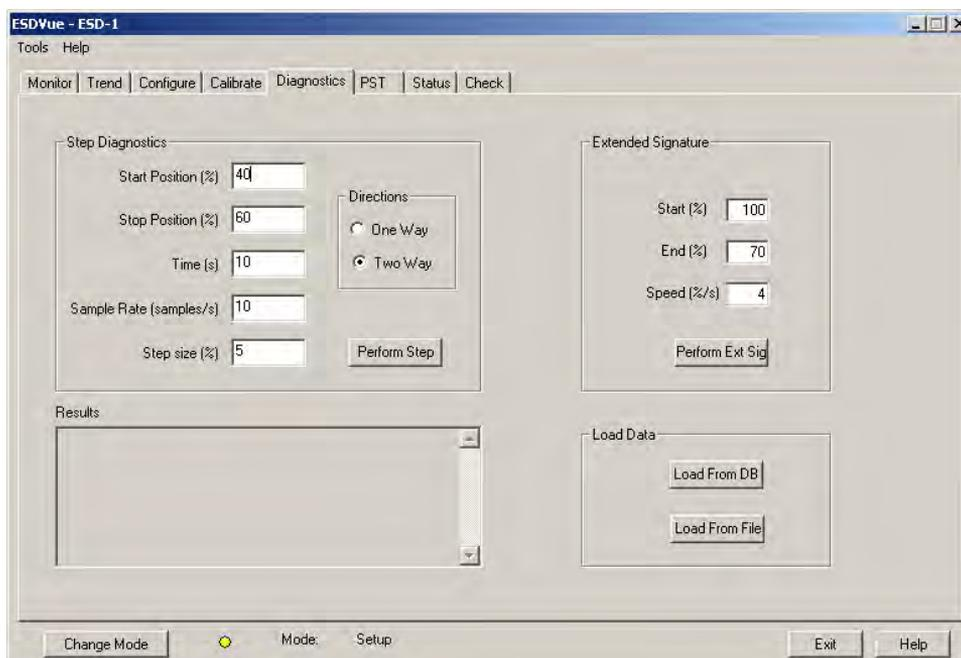 ESDVue - ESD-1
Tools Help
Monitor Trend Configure Calibrate Diagnostics PST Status Check
Step Diagnostics
Start Position (%) 40
Stop Position (%) 60
Time (s) 10
Sample Rate (samples/s) 10
Step size (%) 5
Directions
One Way
Two Way
Perform Step
Extended Signature
Start (%) 100
End (%) 70
Speed (%/s) 4
Perform Ext Sig
Results
Load Data
Load From DB
Load From File
Change Mode Mode: Setup Exit Help